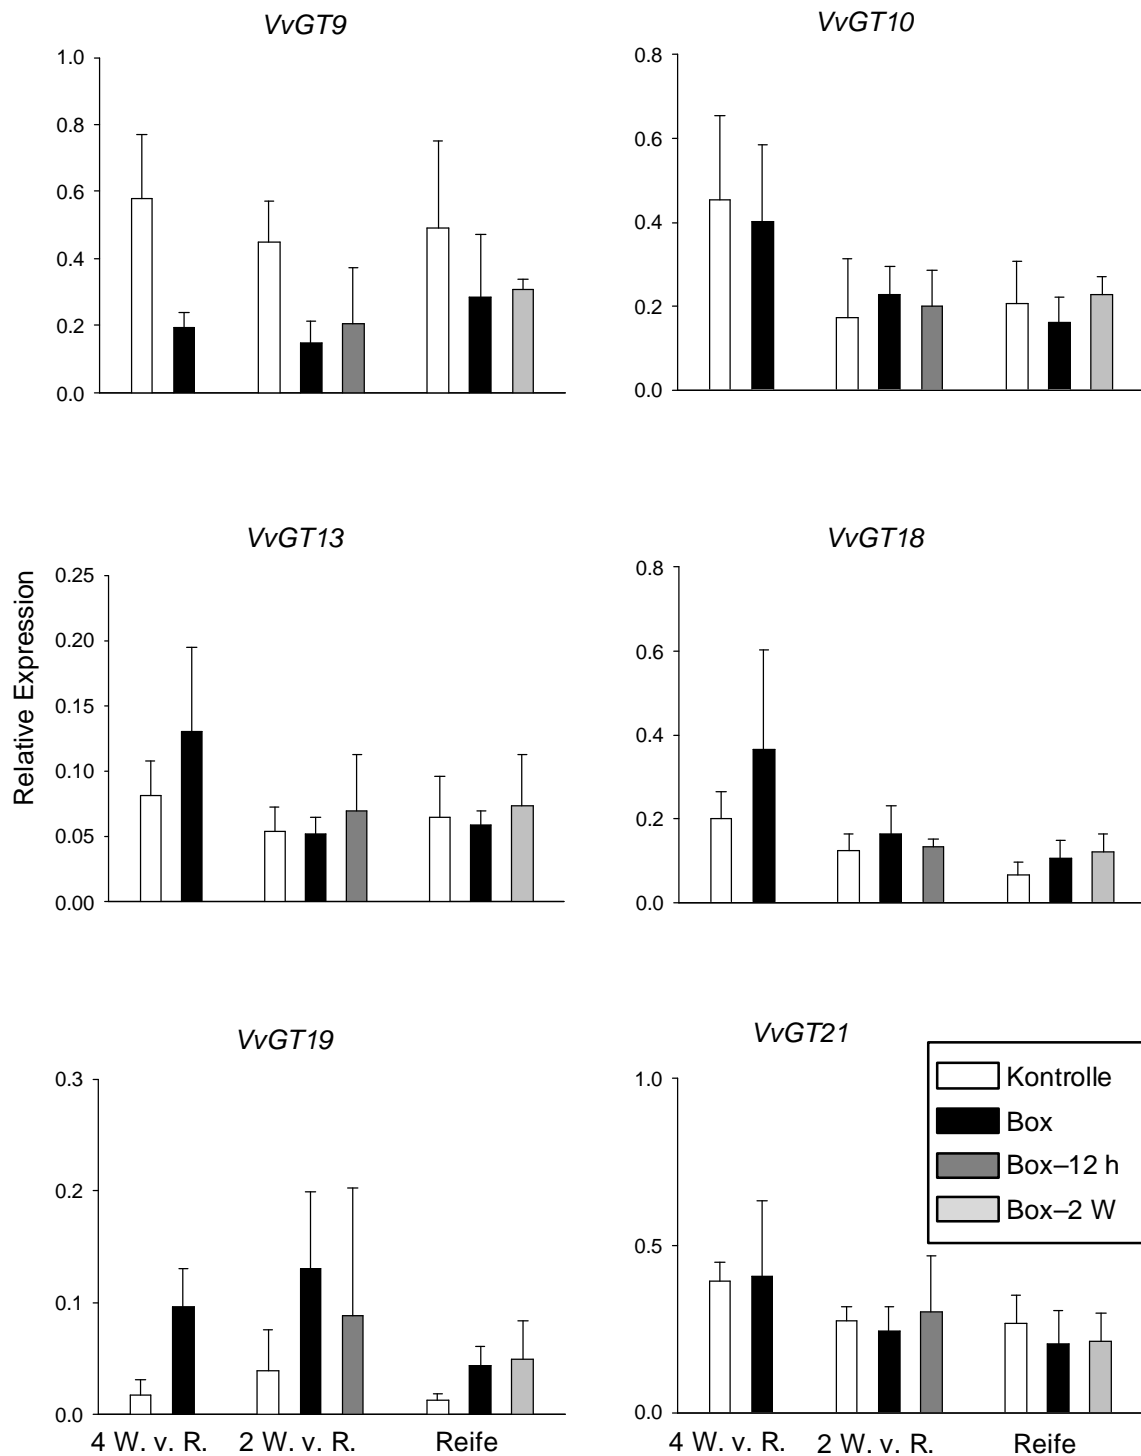 VvGT9
1.0
0.8
0.6
0.4
0.2
0.0
VvGT10
0.8
0.6
0.4
0.2
0.0
Relative Expression
VvGT13
0.25
0.20
0.15
0.10
0.05
0.00
VvGT18
0.8
0.6
0.4
0.2
0.0
VvGT19
0.3
0.2
0.1
0.0
4 W. v. R. 2 W. v. R. Reife
VvGT21
1.0
0.5
0.0
Kontrolle
Box
Box–12 h
Box–2 W
4 W. v. R. 2 W. v. R. Reife